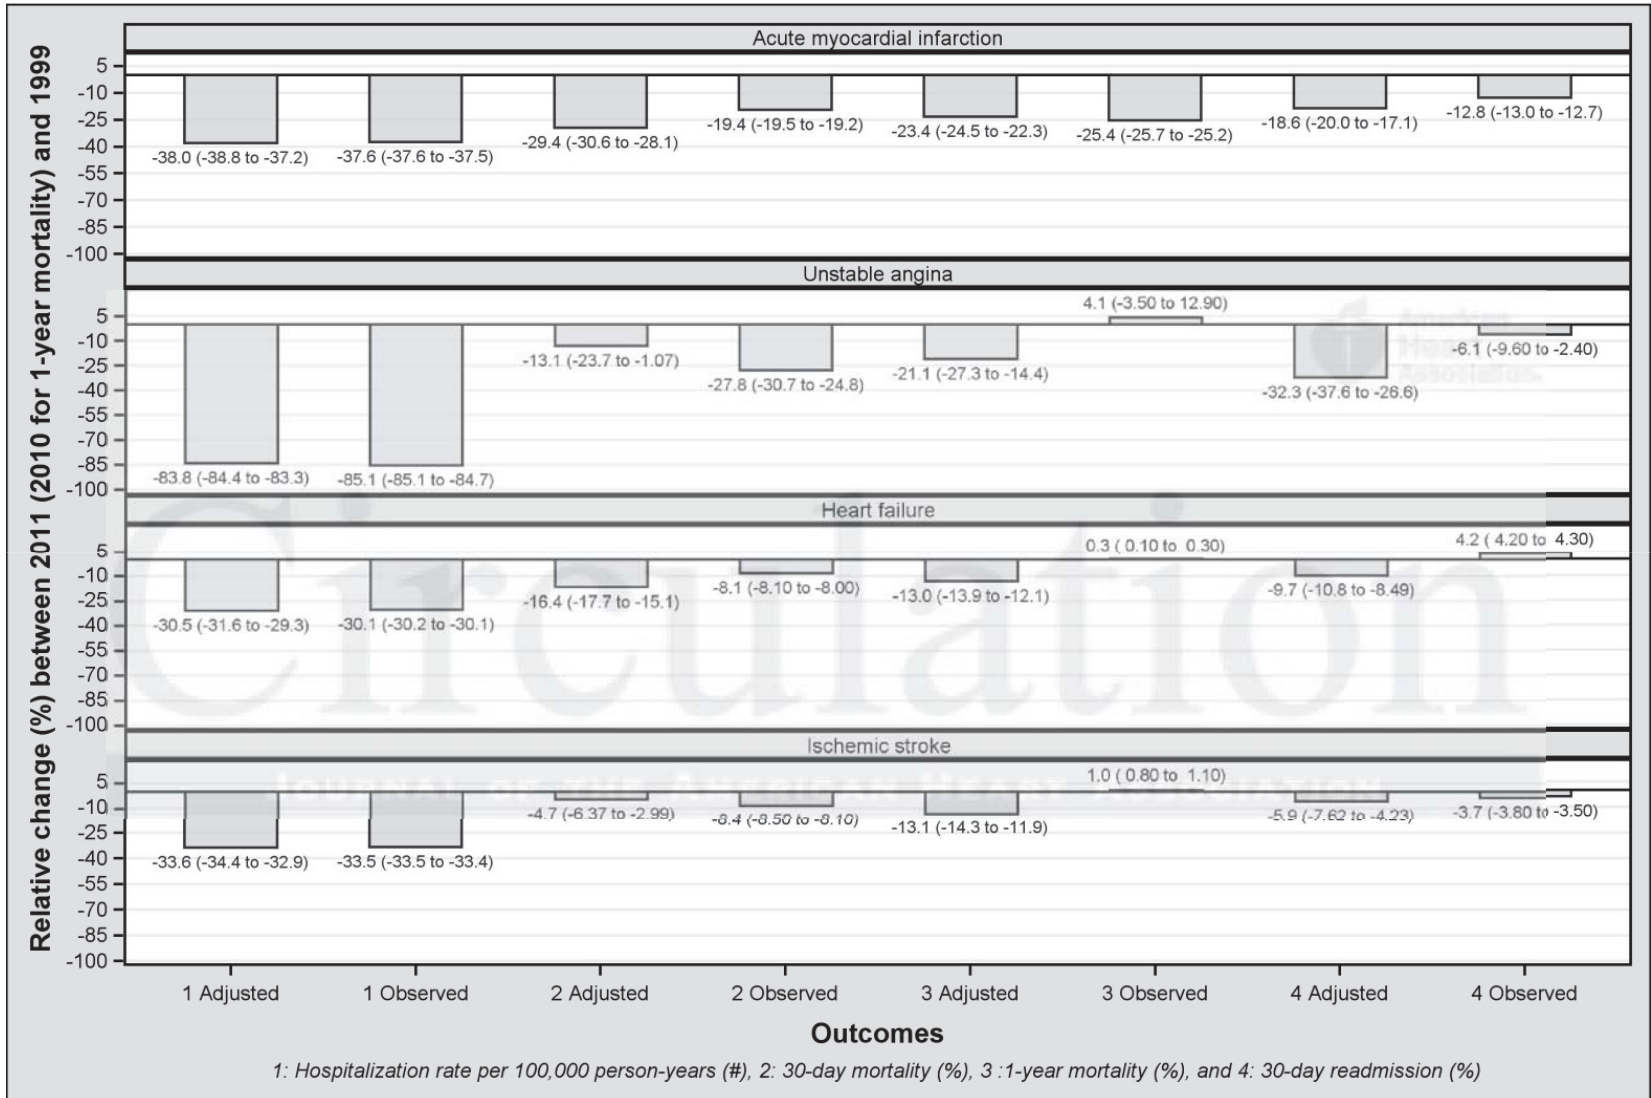 Relative change (%) between 2011 (2010 for 1-year mortality) and 1999
Acute myocardial infarction
5
-10
-25
-40
-55
-70
-85
-100
-38.0 (-38.8 to -37.2)
-37.6 (-37.6 to -37.5)
-29.4 (-30.6 to -28.1)
-19.4 (-19.5 to -19.2)
-23.4 (-24.5 to -22.3)
-25.4 (-25.7 to -25.2)
-18.6 (-20.0 to -17.1)
-12.8 (-13.0 to -12.7)
Unstable angina
5
-10
-25
-40
-55
-70
-85
-100
-83.8 (-84.4 to -83.3)
-85.1 (-85.1 to -84.7)
-13.1 (-23.7 to -1.07)
-27.8 (-30.7 to -24.8)
-21.1 (-27.3 to -14.4)
4.1 (-3.50 to 12.90)
-32.3 (-37.6 to -26.6)
-6.1 (-9.60 to -2.40)
American
Heart
Association
Heart failure
5
-10
-25
-40
-55
-70
-85
-100
-30.5 (-31.6 to -29.3)
-30.1 (-30.2 to -30.1)
-16.4 (-17.7 to -15.1)
-8.1 (-8.10 to -8.00)
-13.0 (-13.9 to -12.1)
0.3 ( 0.10 to 0.30)
-9.7 (-10.8 to -8.49)
4.2 ( 4.20 to 4.30)
Circulation
Ischemic stroke
JOURNAL OF THE AMERICAN HEART ASSOCIATION
5
-10
-25
-40
-55
-70
-85
-100
-33.6 (-34.4 to -32.9)
-33.5 (-33.5 to -33.4)
-4.7 (-6.37 to -2.99)
-8.4 (-8.50 to -8.10)
-13.1 (-14.3 to -11.9)
1.0 ( 0.80 to 1.10)
-5.9 (-7.62 to -4.23)
-3.7 (-3.80 to -3.50)
1 Adjusted
1 Observed
2 Adjusted
2 Observed
3 Adjusted
3 Observed
4 Adjusted
4 Observed
Outcomes
1: Hospitalization rate per 100,000 person-years (#), 2: 30-day mortality (%), 3 :1-year mortality (%), and 4: 30-day readmission (%)